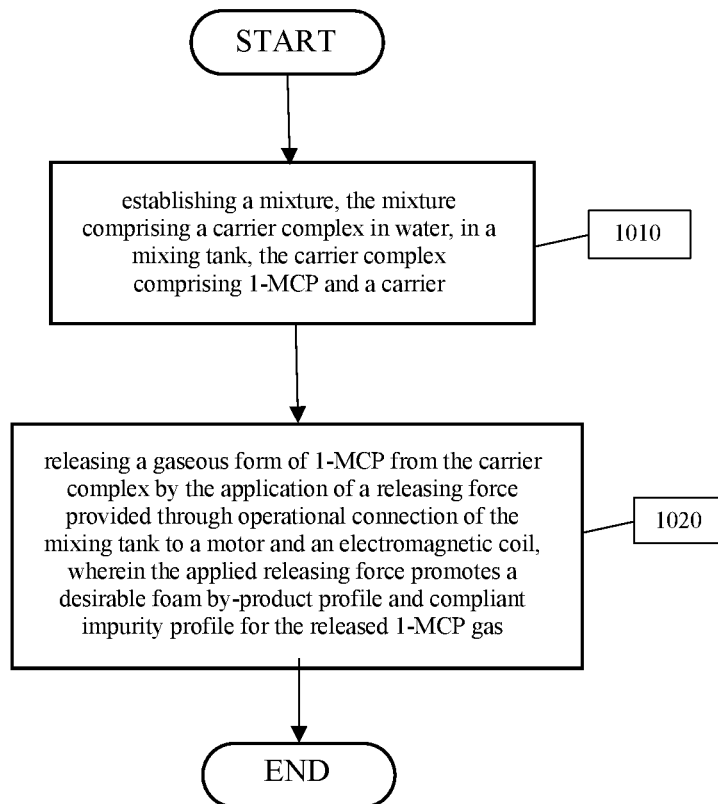 START
establishing a mixture, the mixture
comprising a carrier complex in water, in a
mixing tank, the carrier complex
comprising 1-MCP and a carrier
1010
releasing a gaseous form of 1-MCP from the carrier
complex by the application of a releasing force
provided through operational connection of the
mixing tank to a motor and an electromagnetic coil,
wherein the applied releasing force promotes a
desirable foam by-product profile and compliant
impurity profile for the released 1-MCP gas
1020
END